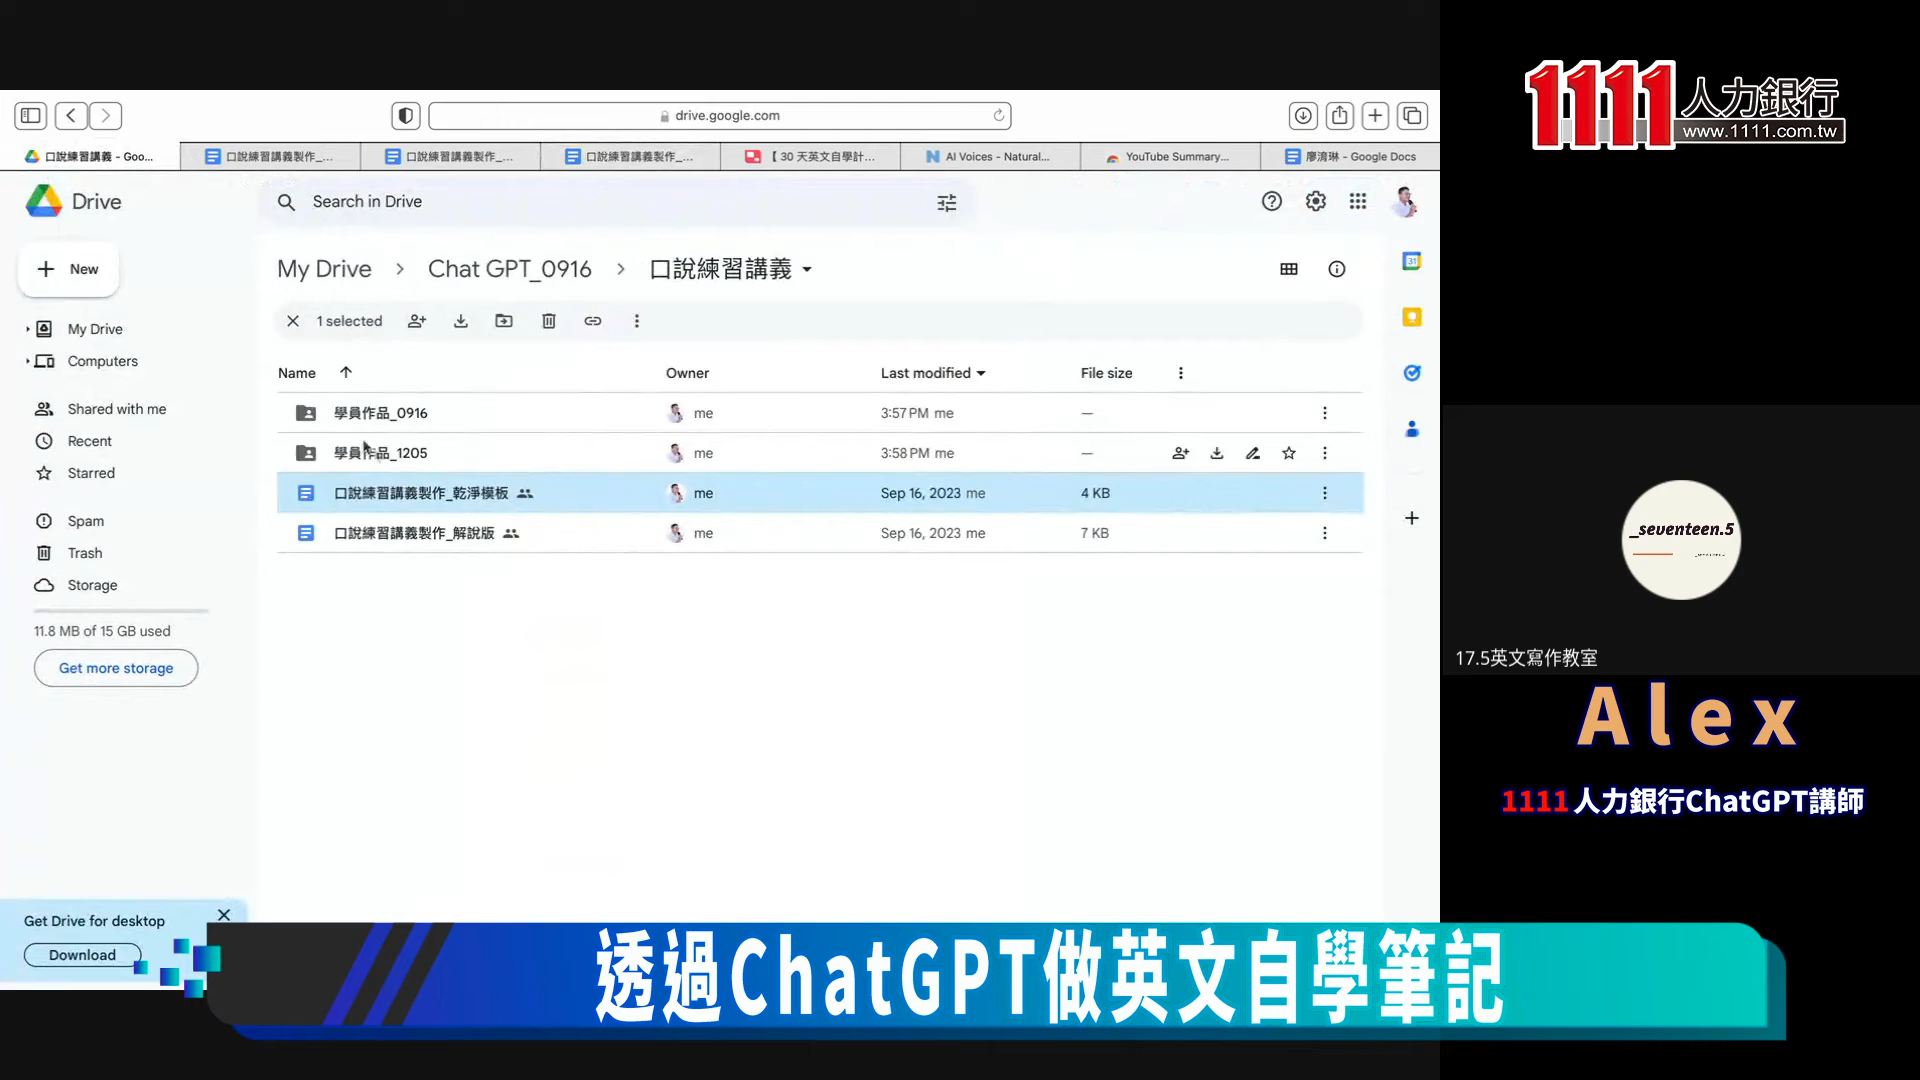 drive.google.com
口說練習講義 - Goo...
口說練習講義製作_...
口說練習講義製作_...
口說練習講義製作_...
【 30 天英文自學計...
AI Voices - Natural...
YouTube Summary...
廖淯琳 - Google Docs
Drive
Search in Drive
New
My Drive
Chat GPT_0916
口說練習講義
1 selected
My Drive
Computers
Shared with me
Recent
Starred
Spam
Trash
Storage
11.8 MB of 15 GB used
Get more storage
Name
Owner
Last modified
File size
學員作品_0916
me
3:57 PM me
—
學員作品_1205
me
3:58 PM me
—
口說練習講義製作_乾淨模板
me
Sep 16, 2023 me
4 KB
口說練習講義製作_解說版
me
Sep 16, 2023 me
7 KB
31
Get Drive for desktop
Download
1111人力銀行
www.1111.com.tw
_seventeen.5
17.5英文寫作教室
Alex
1111人力銀行ChatGPT講師
透過ChatGPT做英文自學筆記